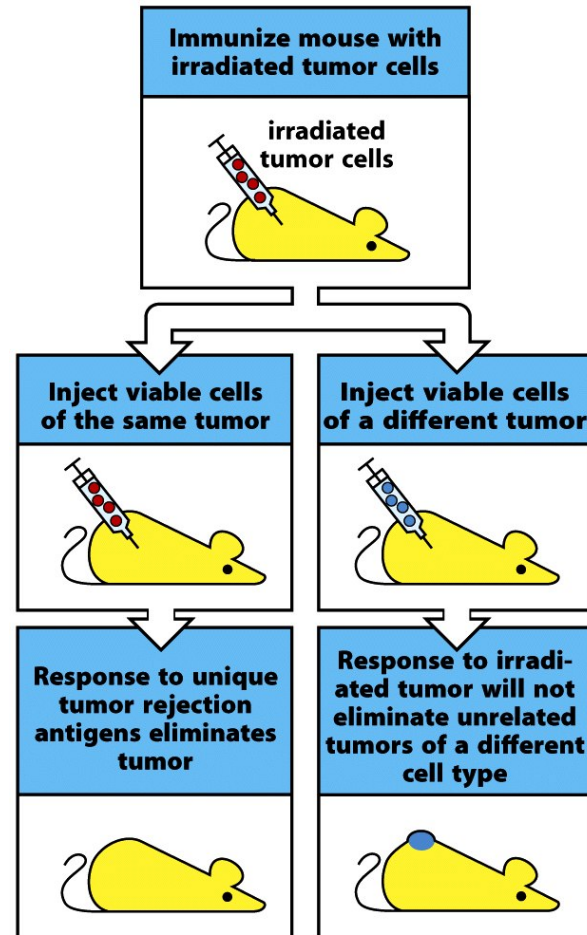 Immunize mouse with
irradiated tumor cells
irradiated
tumor cells
Inject viable cells
of the same tumor
Inject viable cells
of a different tumor
Response to unique
tumor rejection
antigens eliminates
tumor
Response to irradi-
ated tumor will not
eliminate unrelated
tumors of a different
cell type